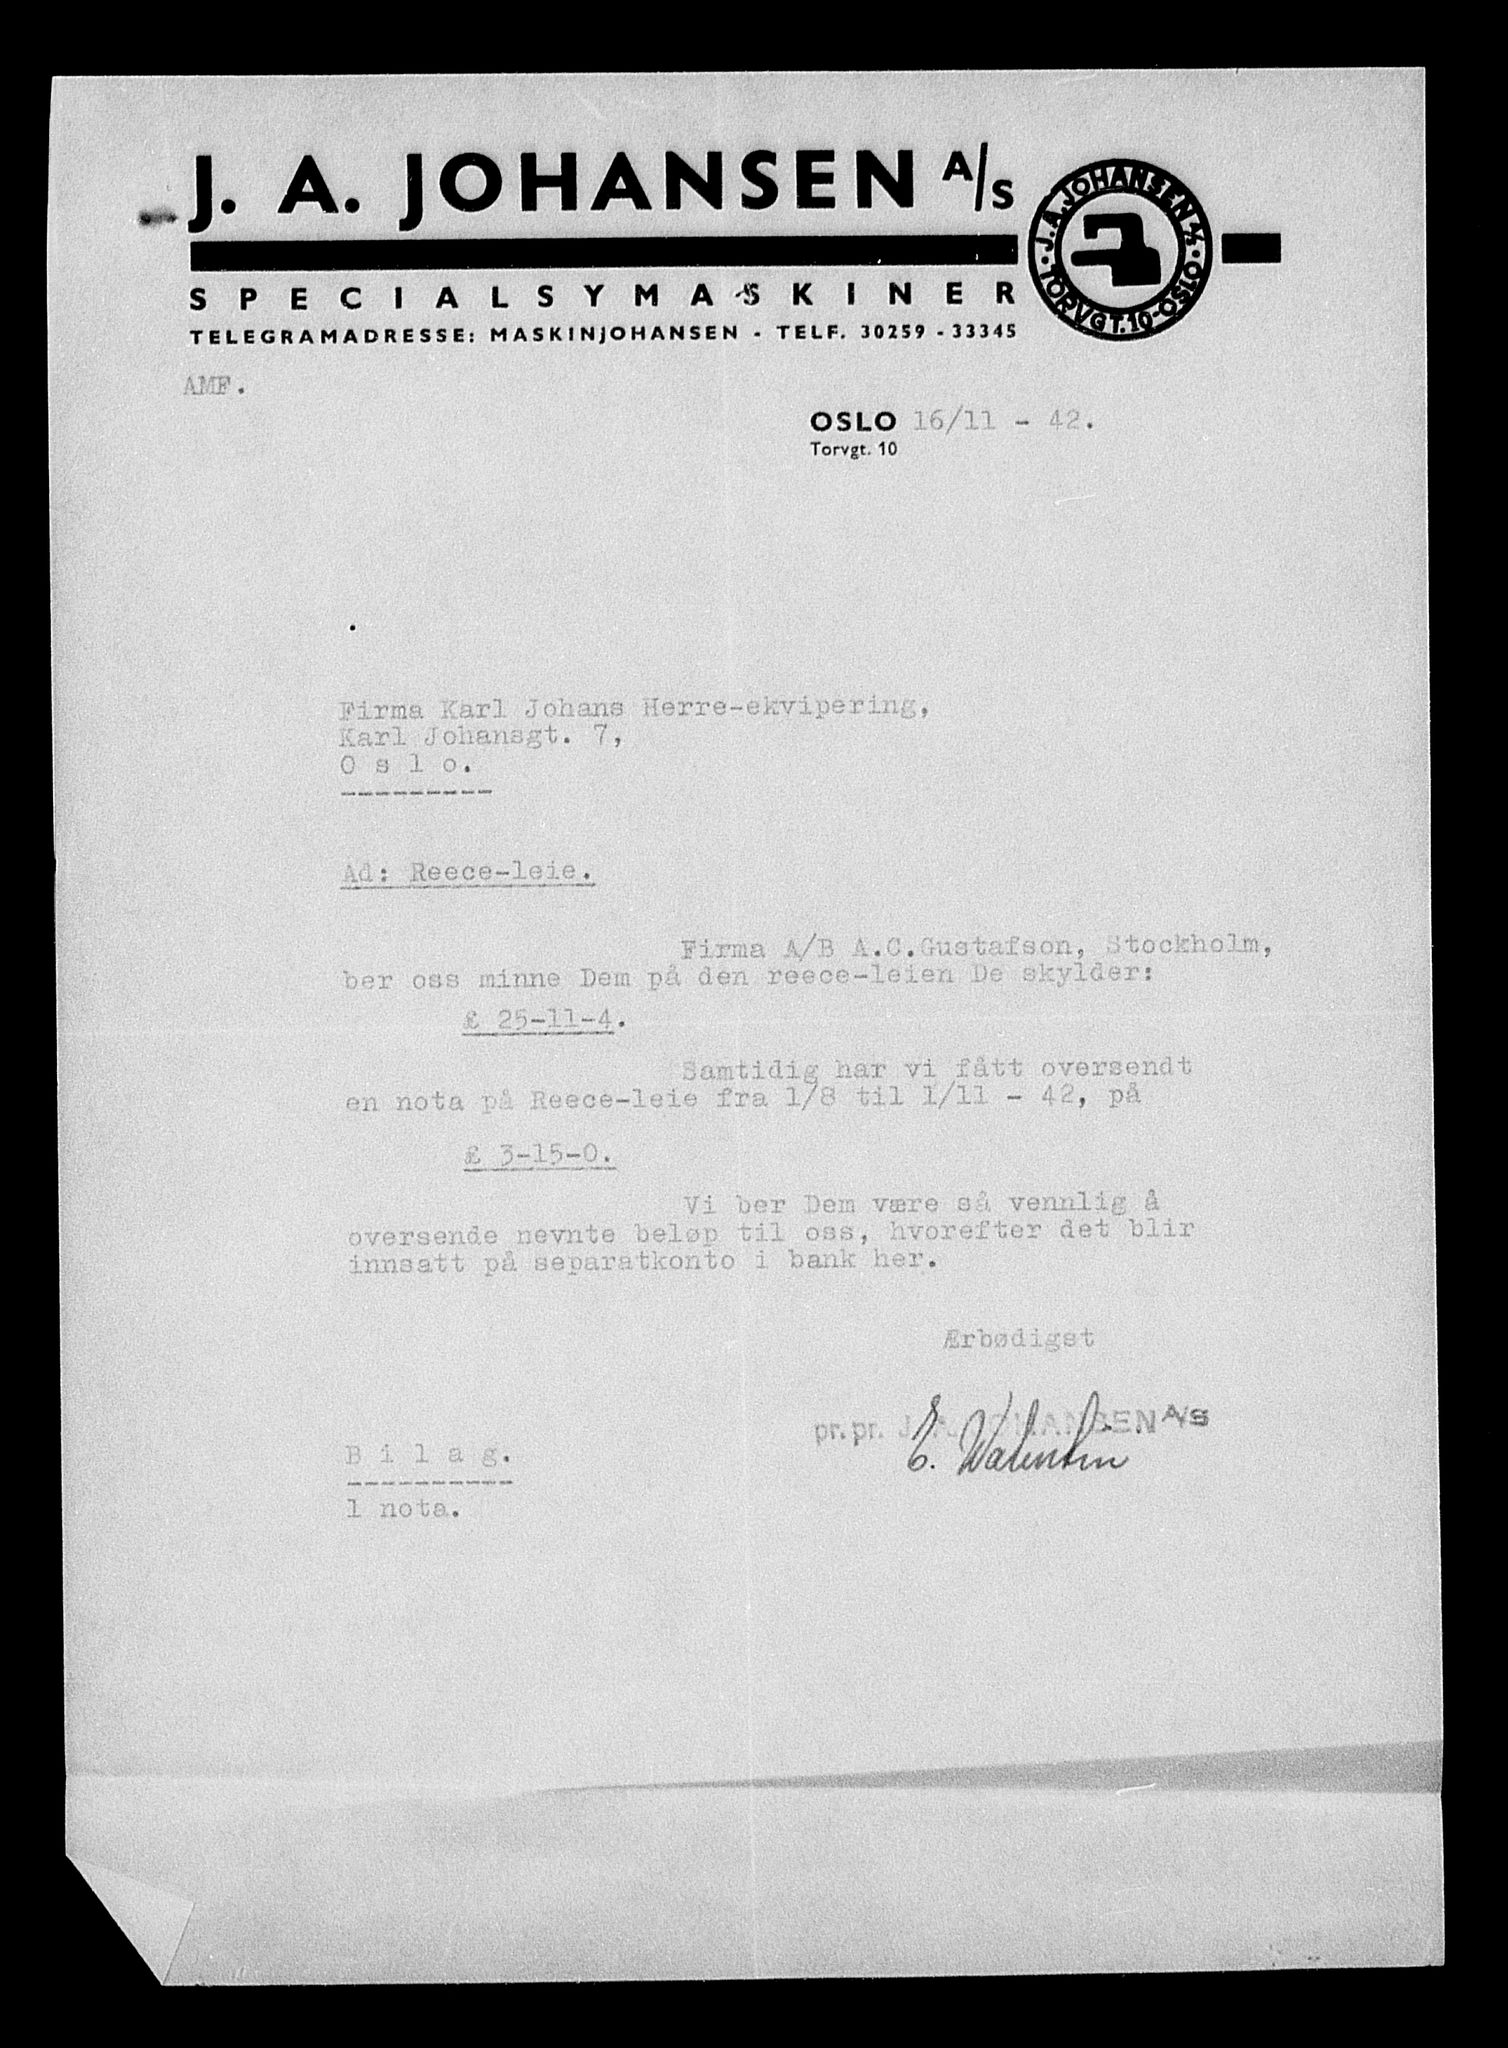 J. A. JOHANSEN A/S
J. A. JOHANSEN A/S · TORVGT. 10 - OSLO ·
SPECIALSYMASKINER
TELEGRAMADRESSE: MASKINJOHANSEN - TELF. 30259 - 33345
AMF.
OSLO 16/11 - 42.
Torvgt. 10
Firma Karl Johans Herre-ekvipering,
Karl Johansgt. 7,
O s l o.
---------
Ad: Reece-leie.
Firma A/B A.C.Gustafson, Stockholm,
ber oss minne Dem på den reece-leien De skylder:
£ 25-11-4.
Samtidig har vi fått oversendt
en nota på Reece-leie fra 1/8 til 1/11 - 42, på
£ 3-15-0.
Vi ber Dem være så vennlig å
oversende nevnte beløp til oss, hvorefter det blir
innsatt på separatkonto i bank her.
Ærbødigst
pr. pr. J. A. JOHANSEN A/S
E. Walentin
B i l a g.
----------
1 nota.